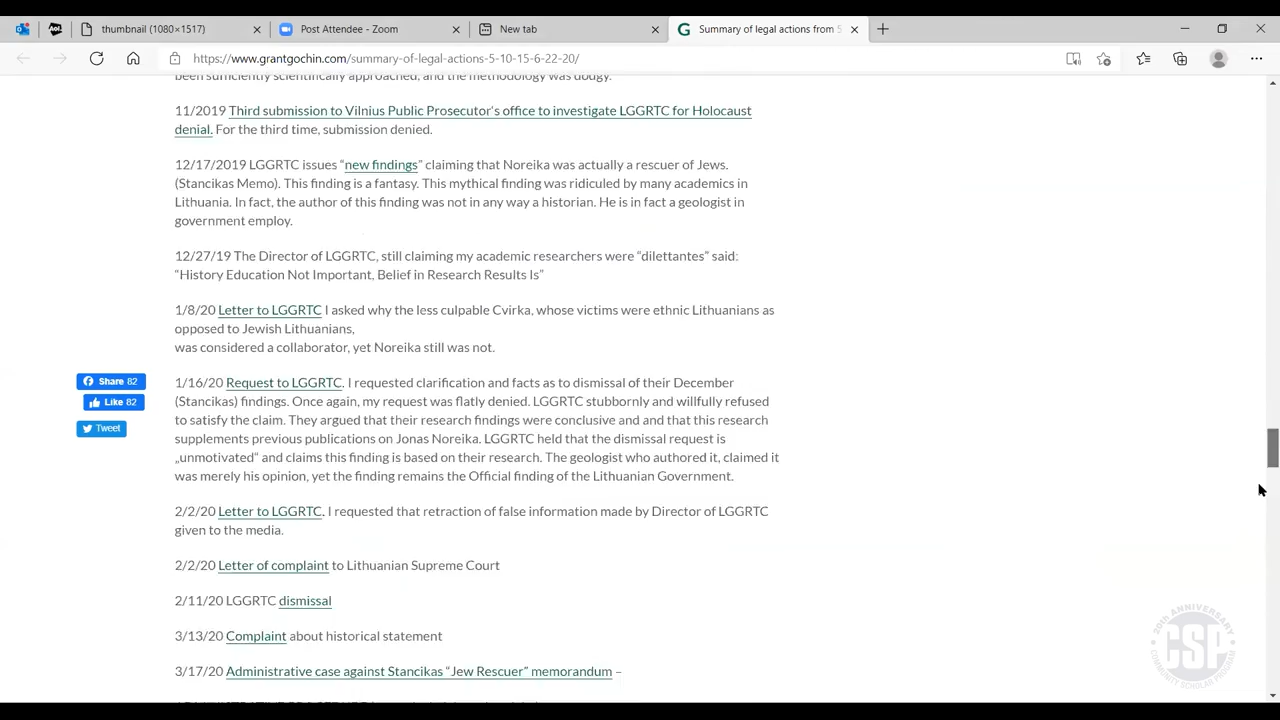 AOL.
thumbnail (1080×1517)
Post Attendee - Zoom
New tab
G
Summary of legal actions from 5
https://www.grantgochin.com/summary-of-legal-actions-5-10-15-6-22-20/
been sufficiently scientifically approached, and the methodology was dodgy.
11/2019 Third submission to Vilnius Public Prosecutor's office to investigate LGGRTC for Holocaust
denial. For the third time, submission denied.
12/17/2019 LGGRTC issues “new findings” claiming that Noreika was actually a rescuer of Jews.
(Stancikas Memo). This finding is a fantasy. This mythical finding was ridiculed by many academics in
Lithuania. In fact, the author of this finding was not in any way a historian. He is in fact a geologist in
government employ.
12/27/19 The Director of LGGRTC, still claiming my academic researchers were “dilettantes” said:
“History Education Not Important, Belief in Research Results Is”
1/8/20 Letter to LGGRTC I asked why the less culpable Cvirka, whose victims were ethnic Lithuanians as
opposed to Jewish Lithuanians,
was considered a collaborator, yet Noreika still was not.
1/16/20 Request to LGGRTC. I requested clarification and facts as to dismissal of their December
(Stancikas) findings. Once again, my request was flatly denied. LGGRTC stubbornly and willfully refused
to satisfy the claim. They argued that their research findings were conclusive and and that this research
supplements previous publications on Jonas Noreika. LGGRTC held that the dismissal request is
„unmotivated“ and claims this finding is based on their research. The geologist who authored it, claimed it
was merely his opinion, yet the finding remains the Official finding of the Lithuanian Government.
Share 82
Like 82
Tweet
2/2/20 Letter to LGGRTC. I requested that retraction of false information made by Director of LGGRTC
given to the media.
2/2/20 Letter of complaint to Lithuanian Supreme Court
2/11/20 LGGRTC dismissal
3/13/20 Complaint about historical statement
3/17/20 Administrative case against Stancikas “Jew Rescuer” memorandum –
20th ANNIVERSARY
CSP
COMMUNITY SCHOLAR PROGRAM